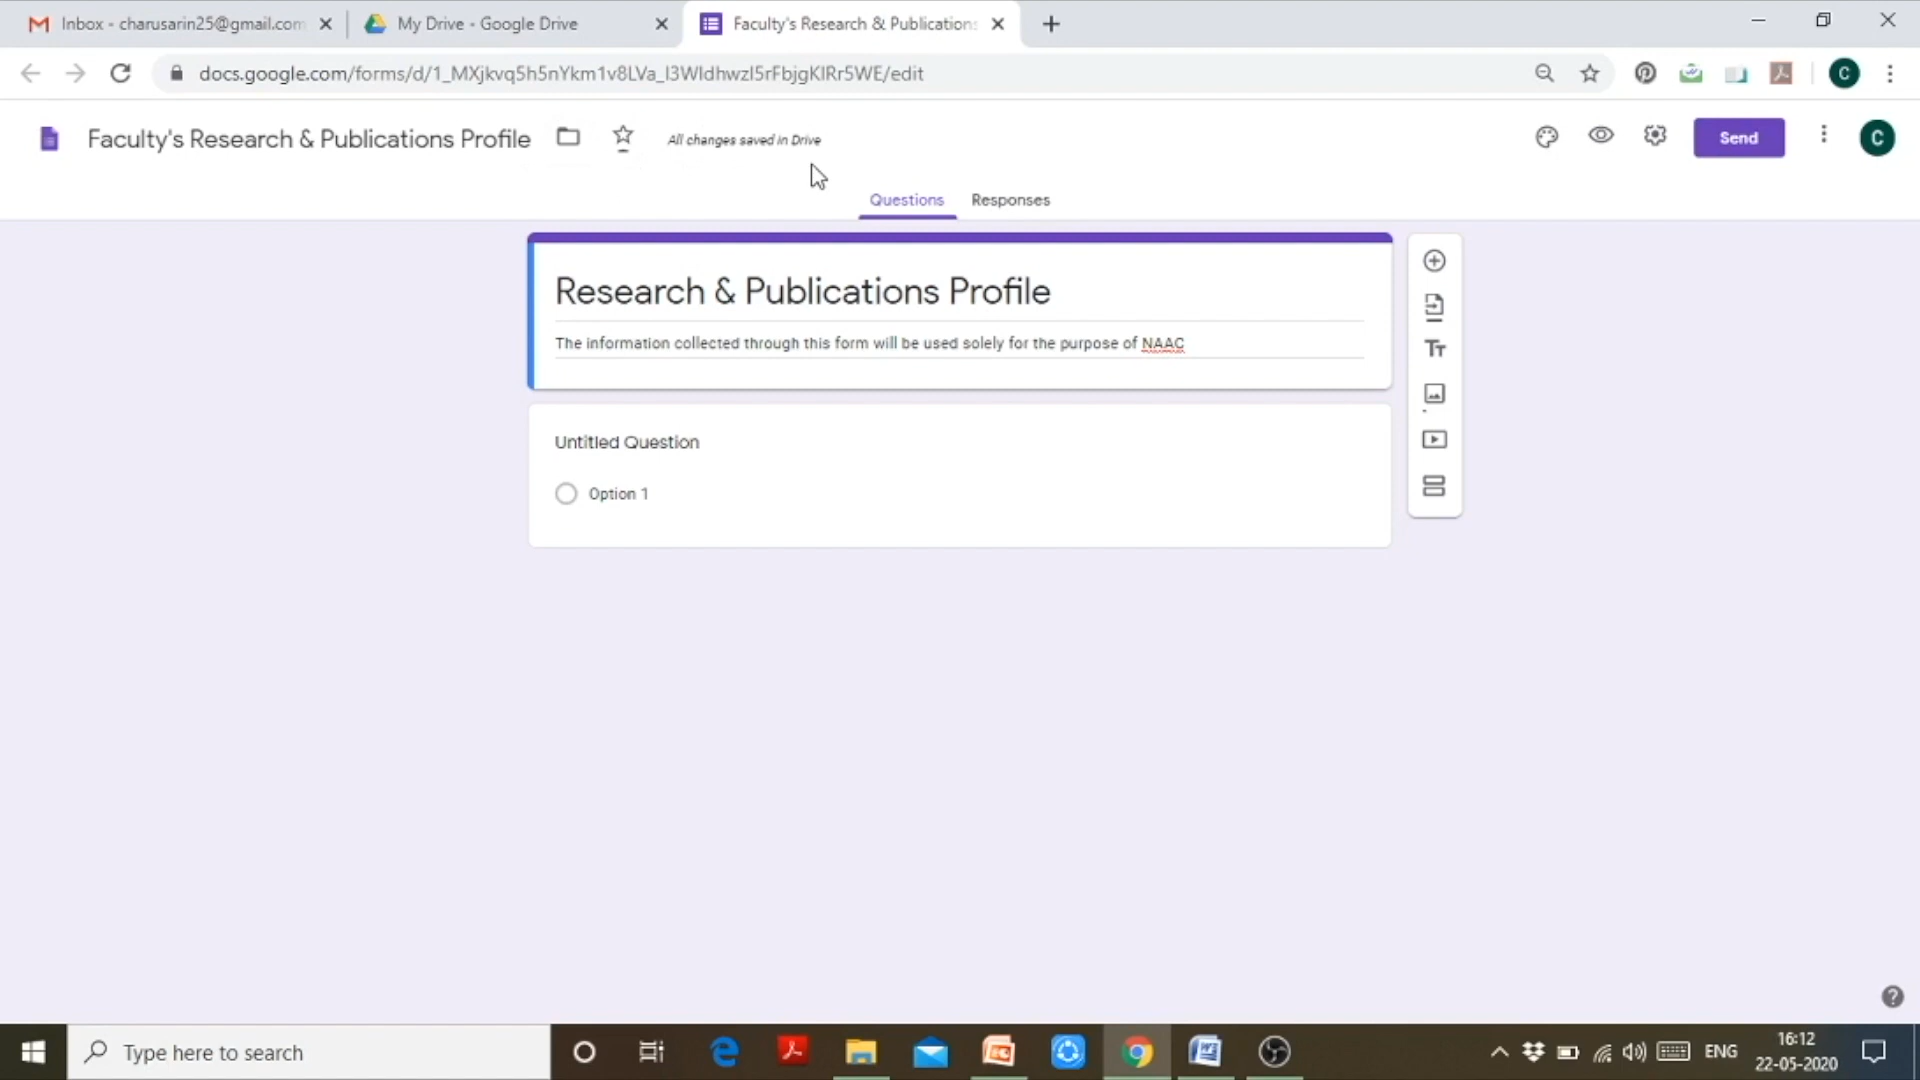 Inbox - charusarin25@gmail.com
My Drive - Google Drive
Faculty's Research & Publications
docs.google.com/forms/d/1_MXjkvq5h5nYkm1v8LVa_l3WldhwzI5rFbjgKlRr5WE/edit
C
Faculty's Research & Publications Profile
All changes saved in Drive
Send
C
Questions
Responses
Research & Publications Profile
The information collected through this form will be used solely for the purpose of NAAC
Untitled Question
Option 1
Type here to search
ENG
16:12
22-05-2020